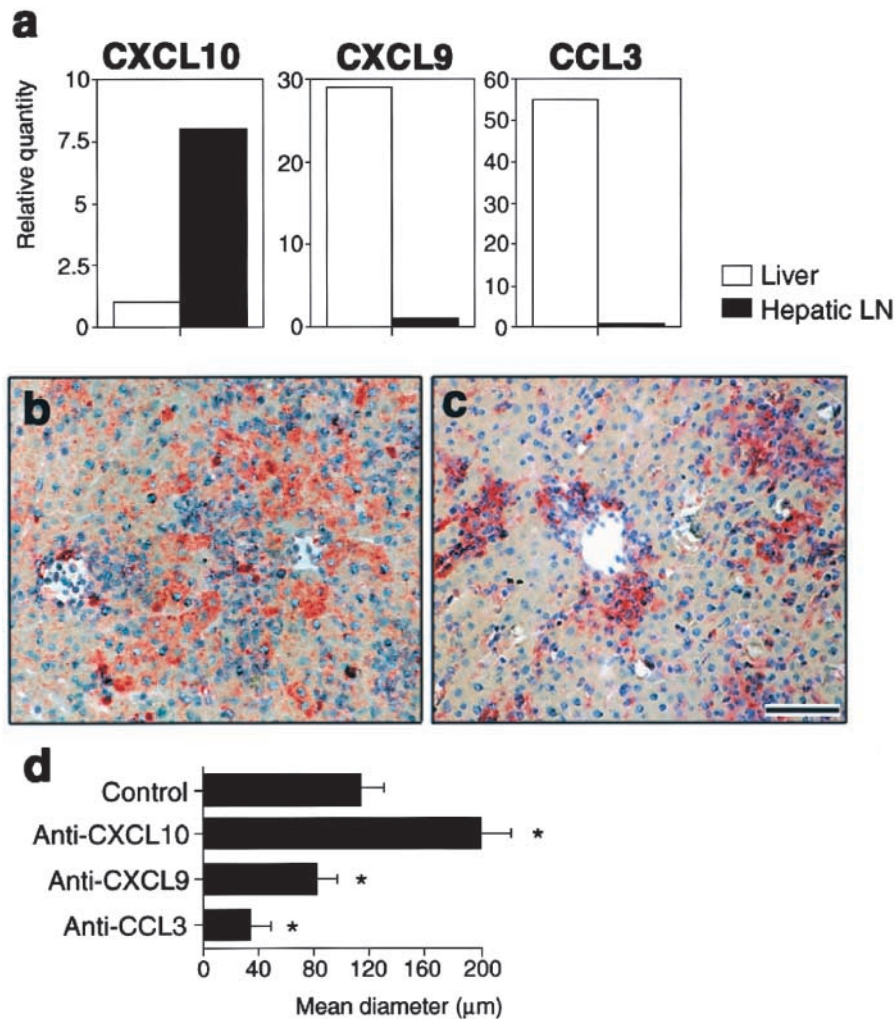 a
CXCL10 CXCL9 CCL3
Relative quantity
10
7.5
5
2.5
0
30
20
10
0
60
50
40
30
20
10
0
Liver
Hepatic LN
b
c
d
Control
Anti-CXCL10 *
Anti-CXCL9 *
Anti-CCL3 *
0 40 80 120 160 200
Mean diameter (μm)